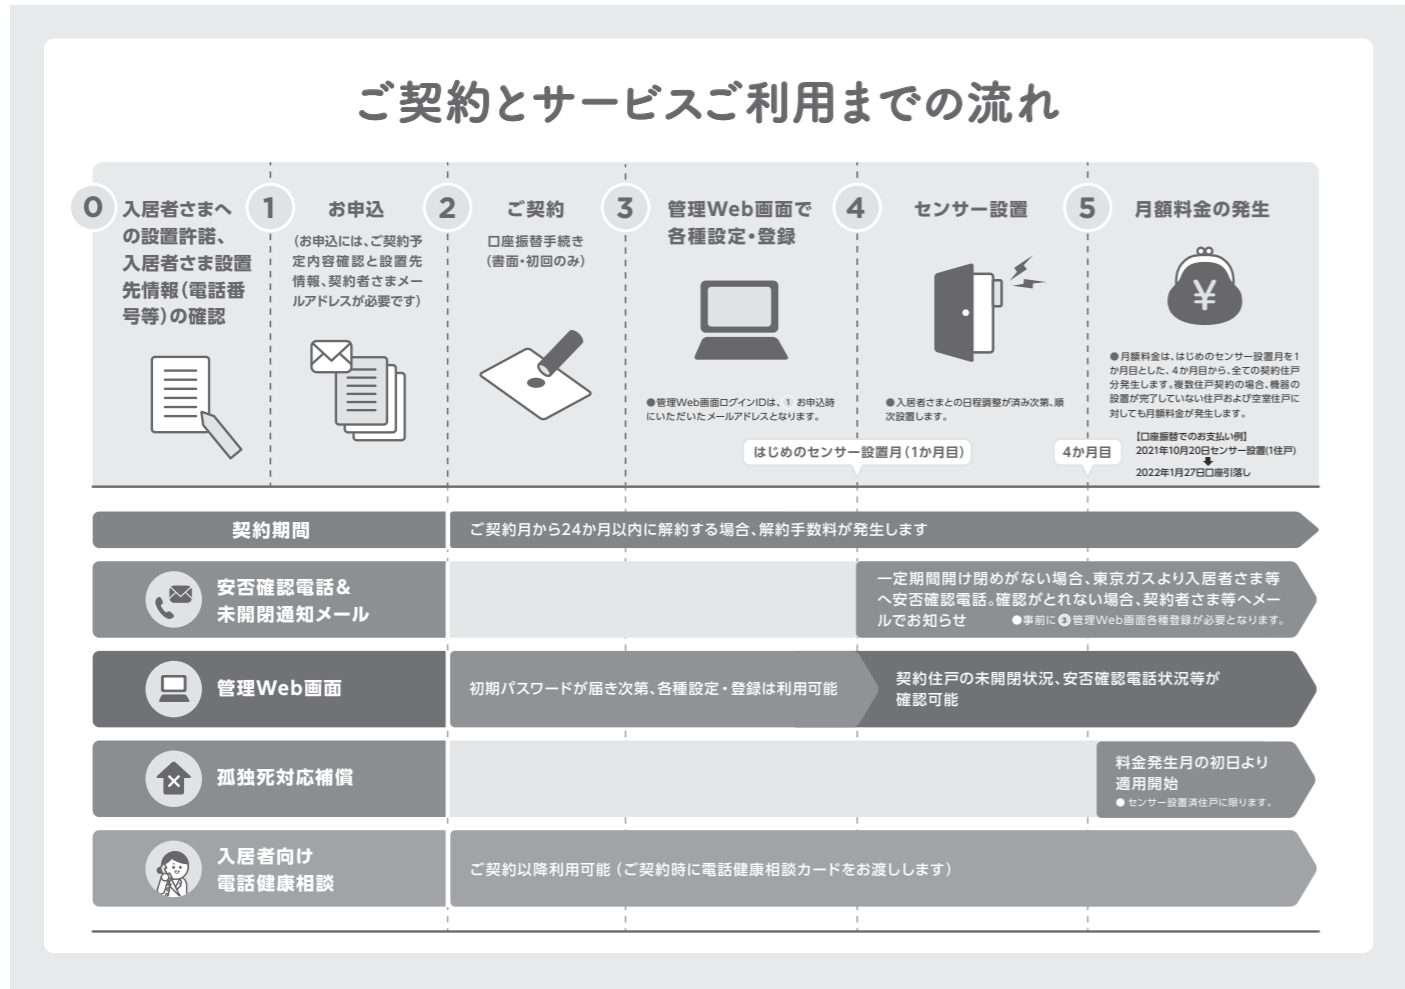 ご契約とサービスご利用までの流れ
0
入居者さまへ
の設置許諾、
入居者さま設置
先情報(電話番
号等)の確認
1
お申込
(お申込には、ご契約予
定内容確認と設置先
情報、契約者さまメー
ルアドレスが必要です)
2
ご契約
口座振替手続き
(書面・初回のみ)
3
管理Web画面で
各種設定・登録
●管理Web画面ログインIDは、① お申込時
にいただいたメールアドレスとなります。
4
センサー設置
●入居者さまとの日程調整が済み次第、順
次設置します。
5
月額料金の発生
¥
●月額料金は、はじめのセンサー設置月を1
か月目とした、4か月目から、全ての契約住戸
分発生します。複数住戸契約の場合、機器の
設置が完了していない住戸および空室住戸に
対しても月額料金が発生します。
【口座振替でのお支払い例】
2021年10月20日センサー設置(1住戸)
2022年1月27日口座引落し
はじめのセンサー設置月(1か月目)
4か月目
契約期間
ご契約月から24か月以内に解約する場合、解約手数料が発生します
安否確認電話&
未開閉通知メール
一定期間開け閉めがない場合、東京ガスより入居者さま等
へ安否確認電話。確認がとれない場合、契約者さま等へメー
ルでお知らせ ●事前に❸管理Web画面各種登録が必要となります。
管理Web画面
初期パスワードが届き次第、各種設定・登録は利用可能
契約住戸の未開閉状況、安否確認電話状況等が
確認可能
孤独死対応補償
料金発生月の初日より
適用開始
● センサー設置済住戸に限ります。
入居者向け
電話健康相談
ご契約以降利用可能(ご契約時に電話健康相談カードをお渡しします)